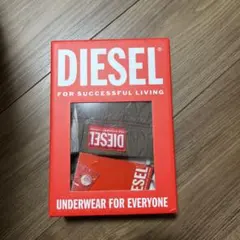 DIESEL®
FOR SUCCESSFUL LIVING
DIESEL
UNDERWEAR FOR EVERYONE